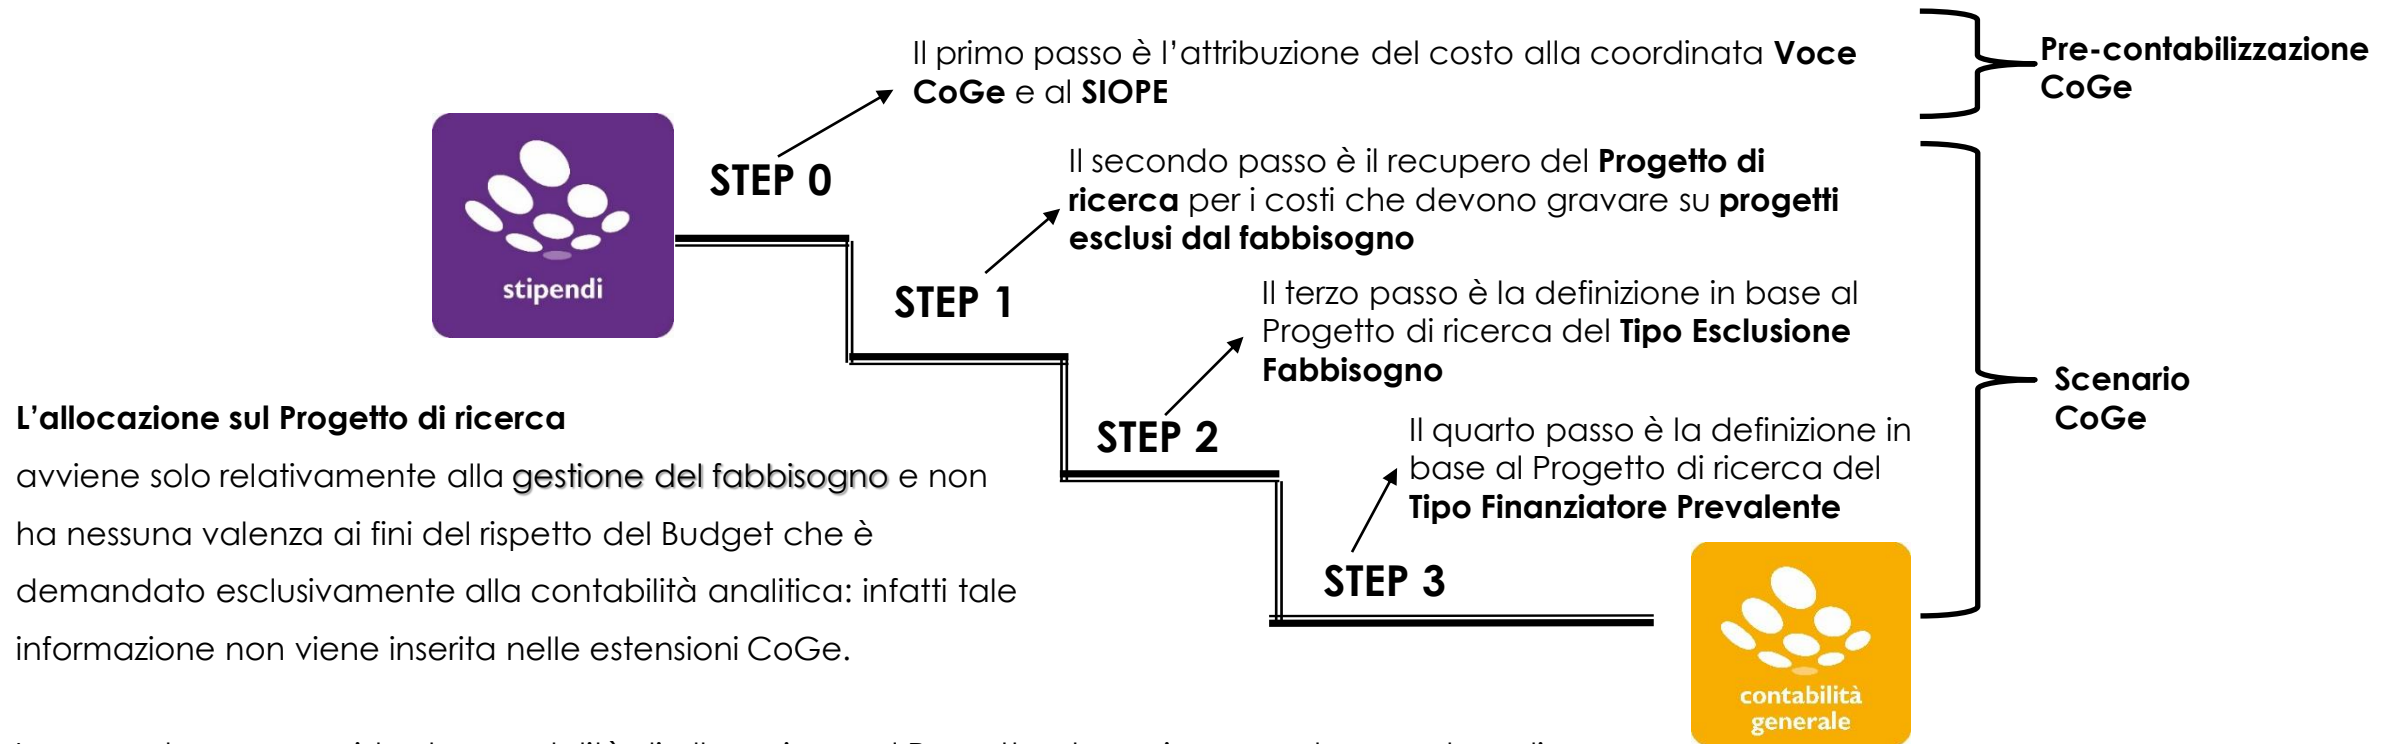 Il primo passo è l’attribuzione del costo alla coordinata Voce
CoGe e al SIOPE
Pre-contabilizzazione
CoGe
STEP 0
stipendi
Il secondo passo è il recupero del Progetto di
ricerca per i costi che devono gravare su progetti
esclusi dal fabbisogno
STEP 1
Il terzo passo è la definizione in base al
Progetto di ricerca del Tipo Esclusione
Fabbisogno
STEP 2
Scenario
CoGe
Il quarto passo è la definizione in
base al Progetto di ricerca del
Tipo Finanziatore Prevalente
STEP 3
contabilità
generale
L’allocazione sul Progetto di ricerca
avviene solo relativamente alla gestione del fabbisogno e non
ha nessuna valenza ai fini del rispetto del Budget che è
demandato esclusivamente alla contabilità analitica: infatti tale
informazione non viene inserita nelle estensioni CoGe.